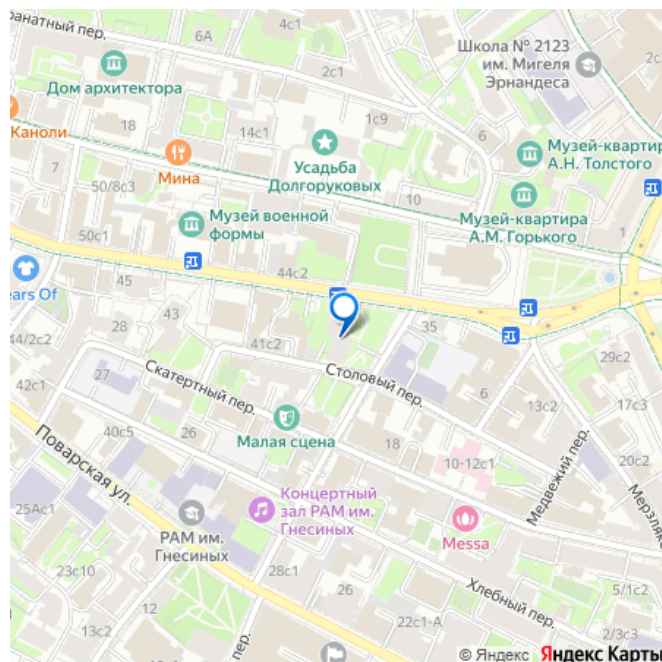 ранатный пер.
6А
4с1
2с1
Школа № 2123
им. Мигеля
Эрнандеса
Дом архитектора
Каноли
18
14с1
1с9
6
7
Мина
Усадьба
Долгоруковых
Музей-квартир
А.Н. Толстого
50/8с3
10
Музей военной
формы
Музей-квартира
А.М. Горького
1
50с1
44с2
ears Of
45
43
28
41с2
35
44/2с2
29с2
27
Скатертный пер.
Столовый пер.
6
42с1
13с2
17с3
40с5
Малая сцена
18
Поварская ул.
10-12с1
20с2
Медвежий пер.
25Ас1
Концертный
зал РАМ им.
Гнесиных
Messa
РАМ им.
Гнесиных
Мерзляко
23с10
28с1
26
Хлебный пер.
5/1с2
12
22с1-А
13с2
2/3с3
пер.
© Яндекс Яндекс Карты